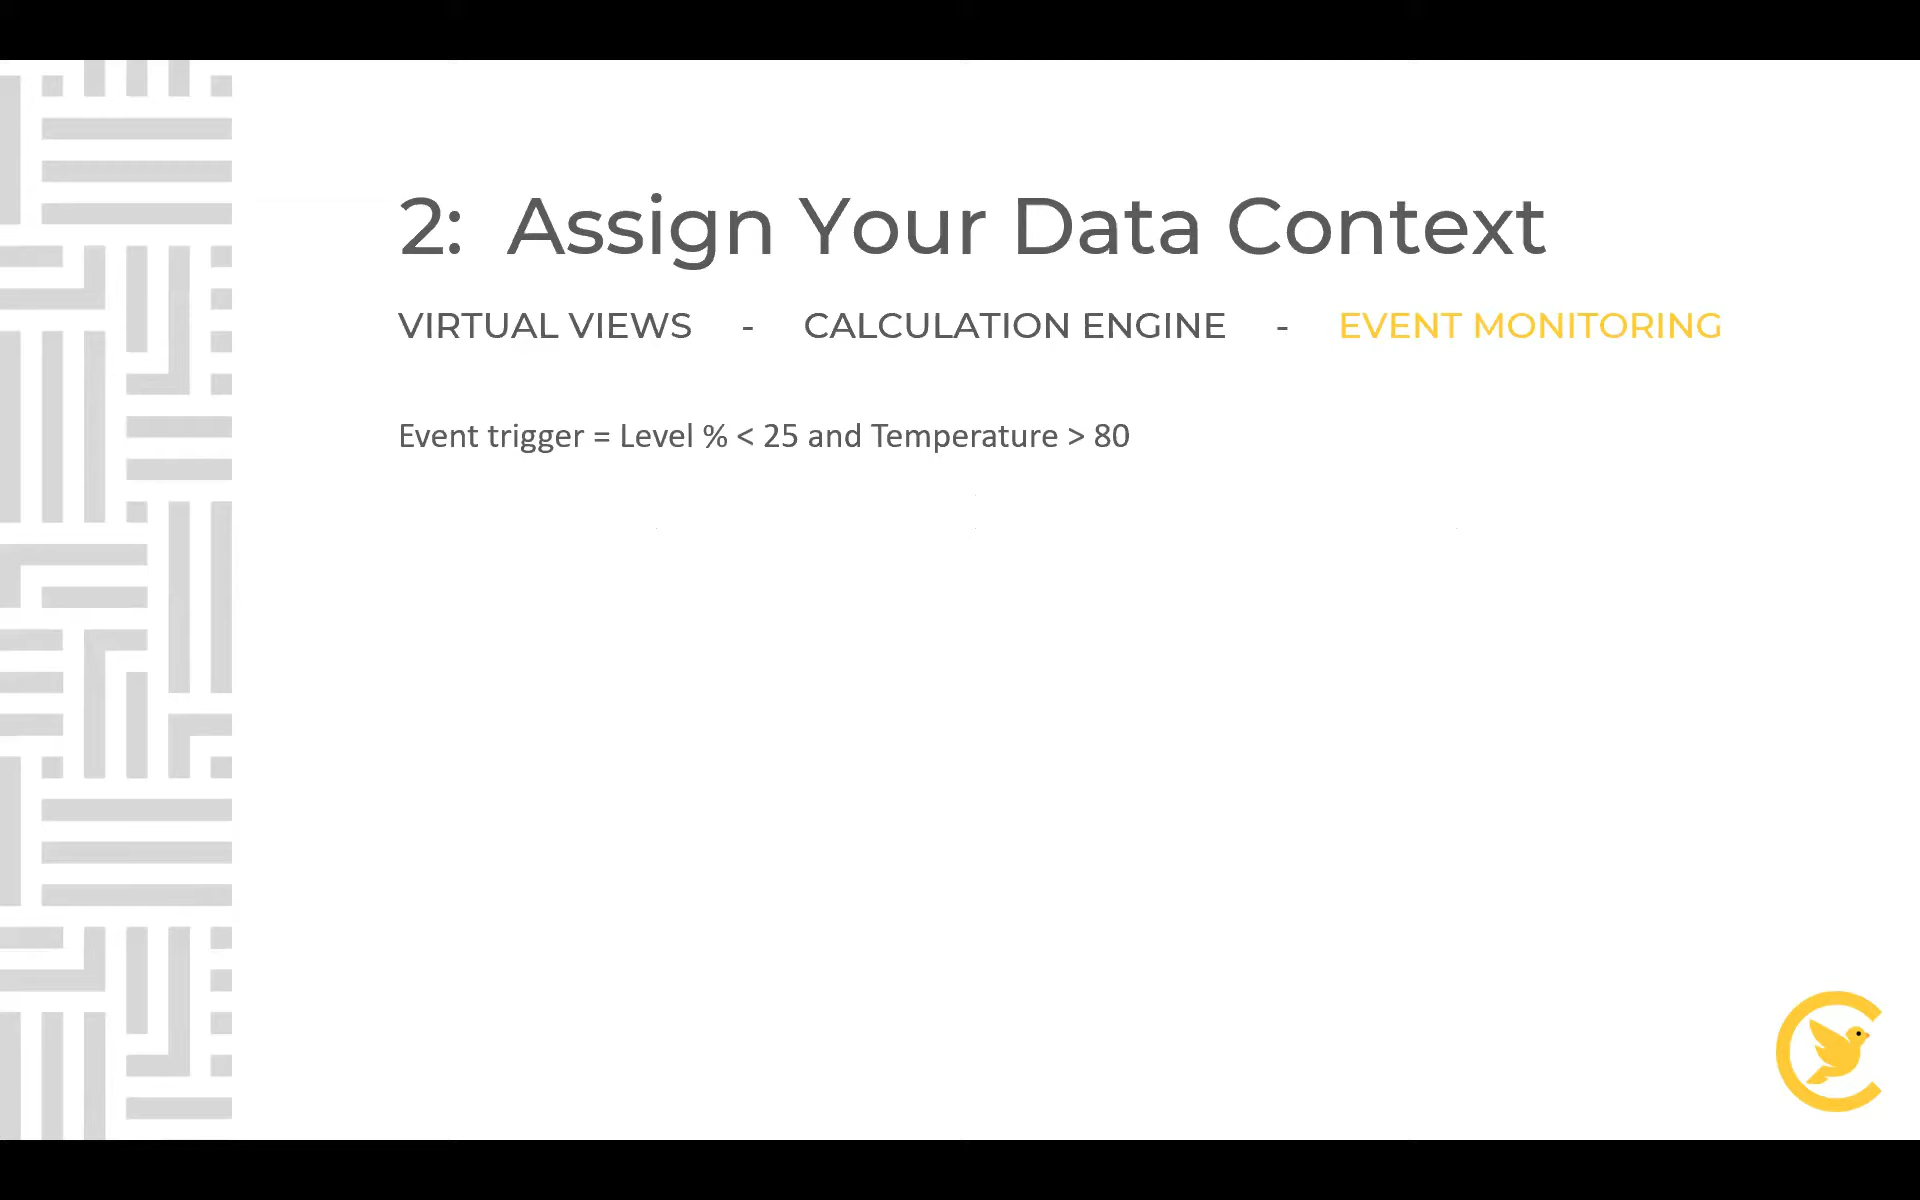 2: Assign Your Data Context
VIRTUAL VIEWS - CALCULATION ENGINE - EVENT MONITORING
Event trigger = Level % < 25 and Temperature > 80